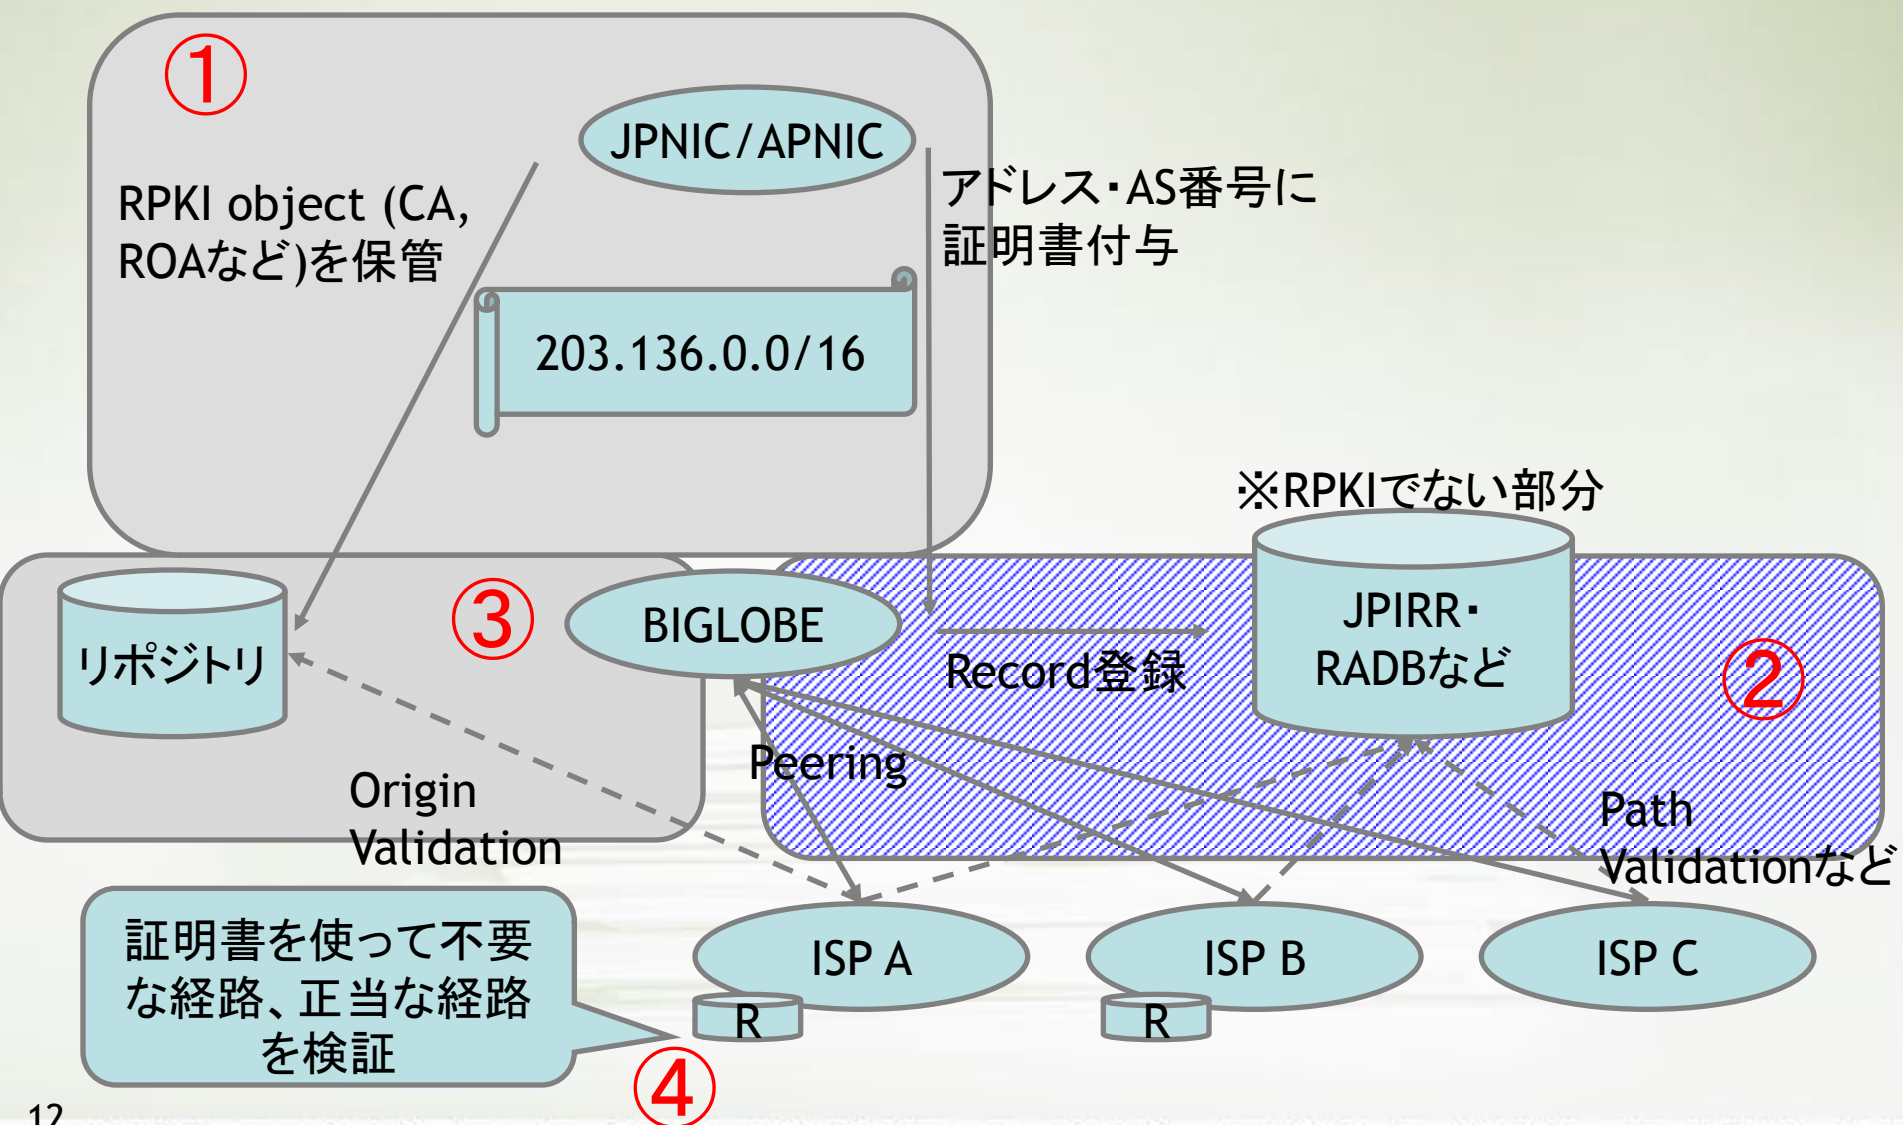 ①
JPNIC/APNIC
RPKI object (CA,
ROAなど)を保管
アドレス・AS番号に
証明書付与
203.136.0.0/16
※RPKIでない部分
リポジトリ
③
BIGLOBE
Record登録
JPIRR・
RADBなど
②
Peering
Origin
Validation
Path
Validationなど
証明書を使って不要
な経路、正当な経路
を検証
ISP A
ISP B
ISP C
R
R
④
12